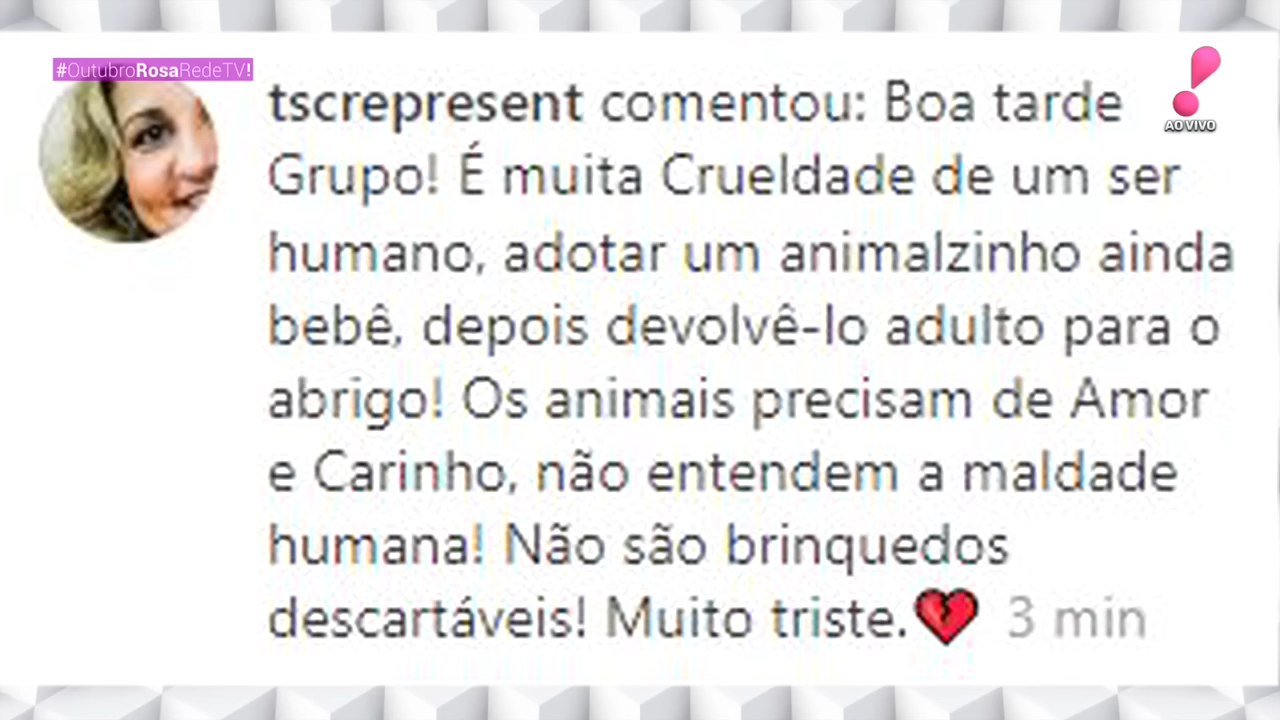 #OutubroRosaRedeTV!
AO VIVO
tscrepresent comentou: Boa tarde
Grupo! É muita Crueldade de um ser
humano, adotar um animalzinho ainda
bebê, depois devolvê-lo adulto para o
abrigo! Os animais precisam de Amor
e Carinho, não entendem a maldade
humana! Não são brinquedos
descartáveis! Muito triste.💔 3 min